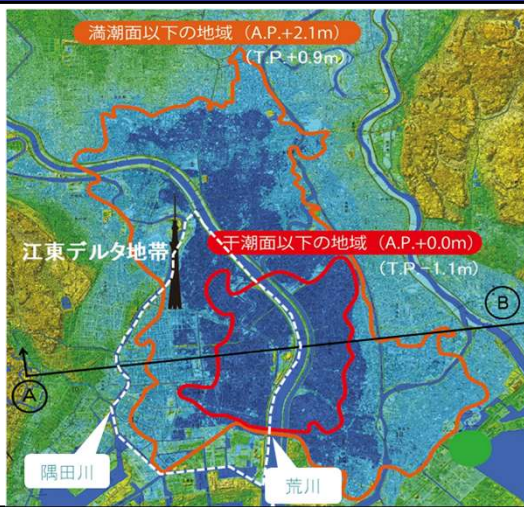 満潮面以下の地域（A.P.+2.1m）
（T.P.+0.9m）
江東デルタ地帯
干潮面以下の地域（A.P.+0.0m）
（T.P.-1.1m）
B
A
隅田川
荒川